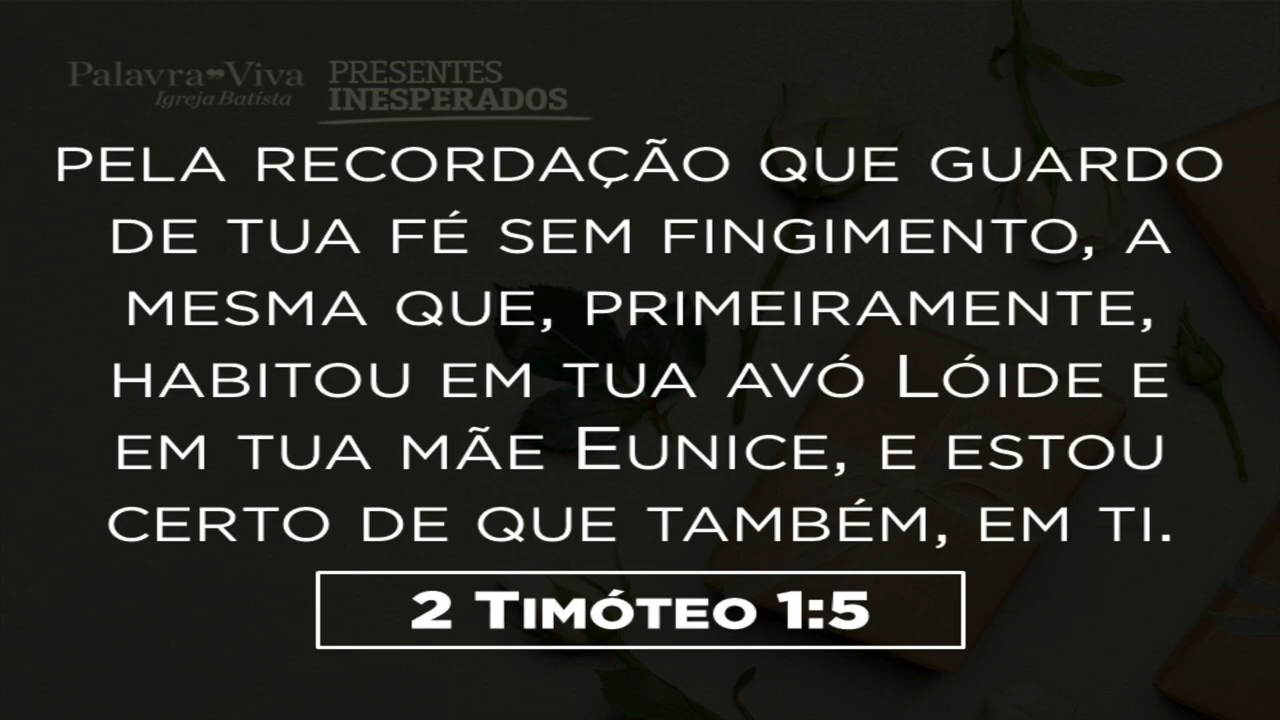 Palavra Viva
Igreja Batista
PRESENTES
INESPERADOS
PELA RECORDAÇÃO QUE GUARDO
DE TUA FÉ SEM FINGIMENTO, A
MESMA QUE, PRIMEIRAMENTE,
HABITOU EM TUA AVÓ LÓIDE E
EM TUA MÃE EUNICE, E ESTOU
CERTO DE QUE TAMBÉM, EM TI.
2 TIMÓTEO 1:5